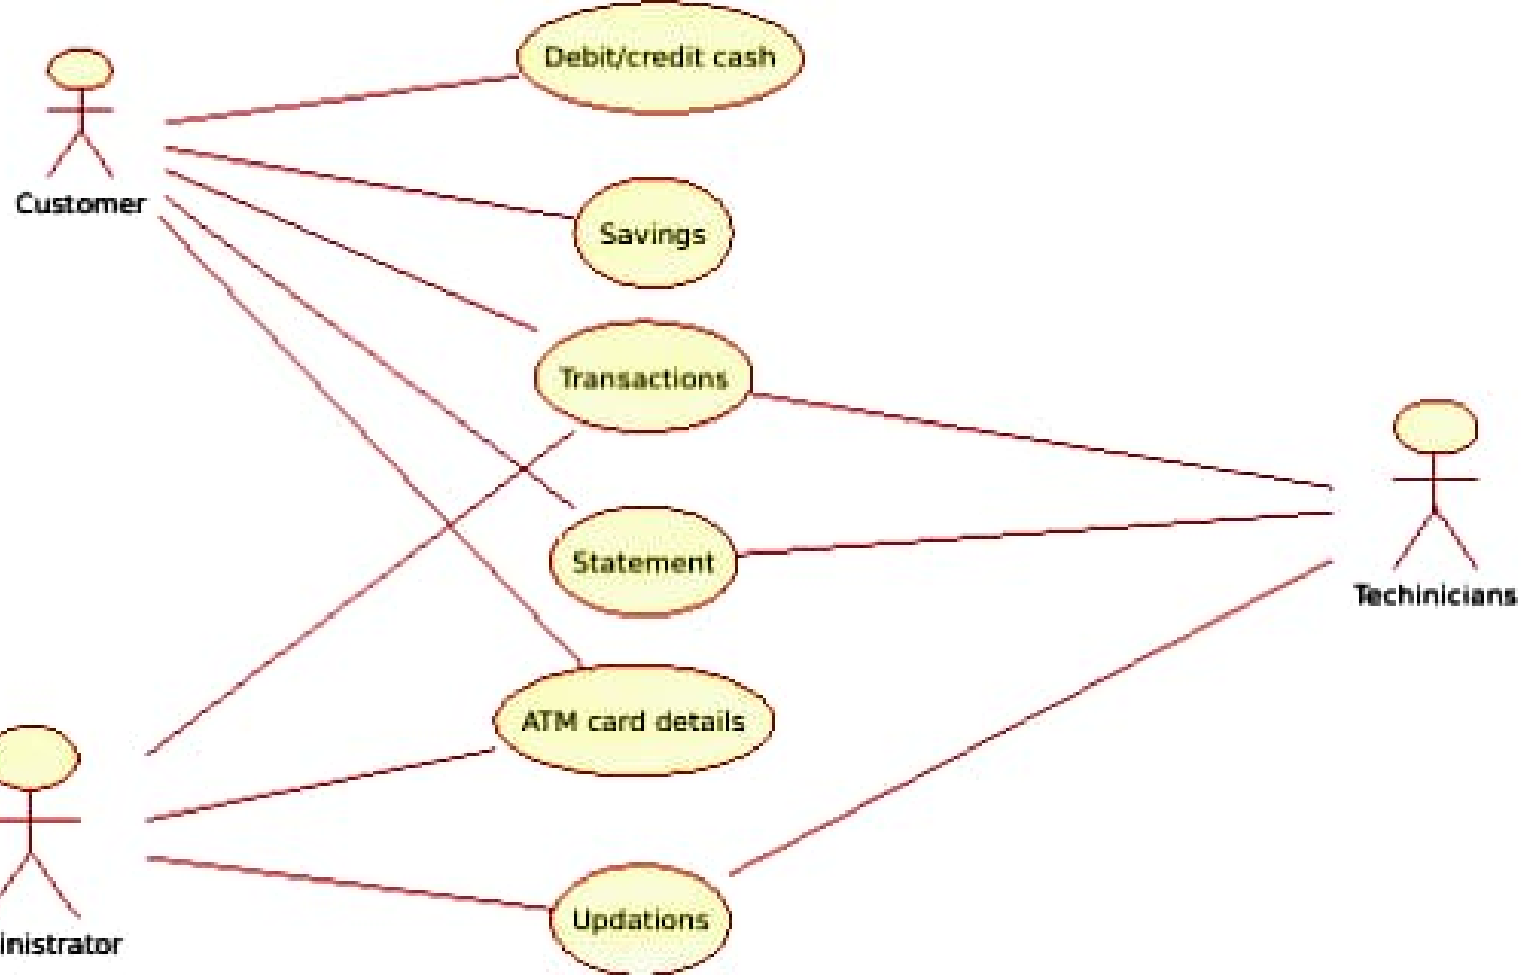 Debit/credit cash
Customer
Savings
Transactions
Statement
Techinicians
ATM card details
Updations
inistrator